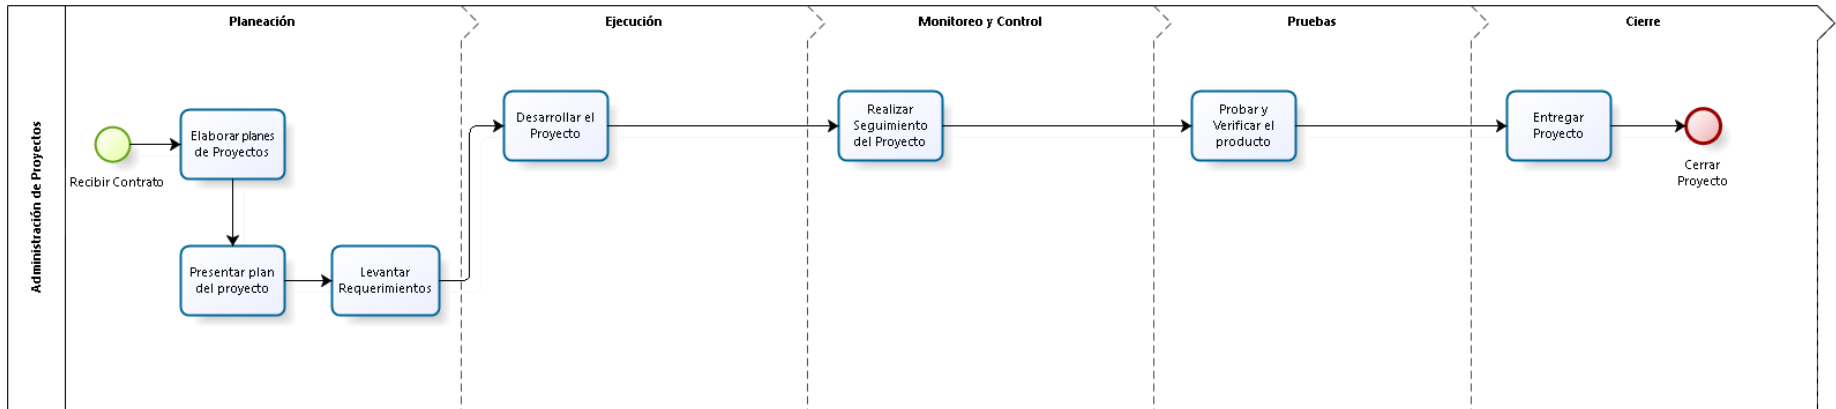 Administración de Proyectos
Planeación
Ejecución
Monitoreo y Control
Pruebas
Cierre
Recibir Contrato
Elaborar planes
de Proyectos
Presentar plan
del proyecto
Levantar
Requerimientos
Desarrollar el
Proyecto
Realizar
Seguimiento
del Proyecto
Probar y
Verificar el
producto
Entregar
Proyecto
Cerrar
Proyecto